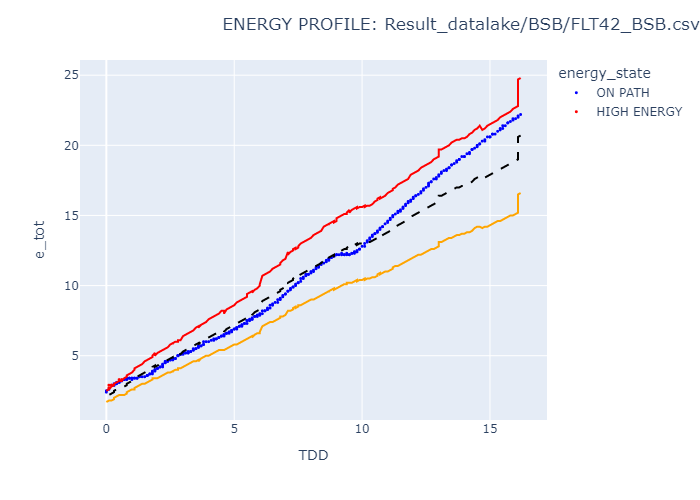 ENERGY PROFILE: Result_datalake/BSB/FLT42_BSB.csv
energy_state
ON PATH
HIGH ENERGY
e_tot
25
20
15
10
5
0
5
10
15
TDD